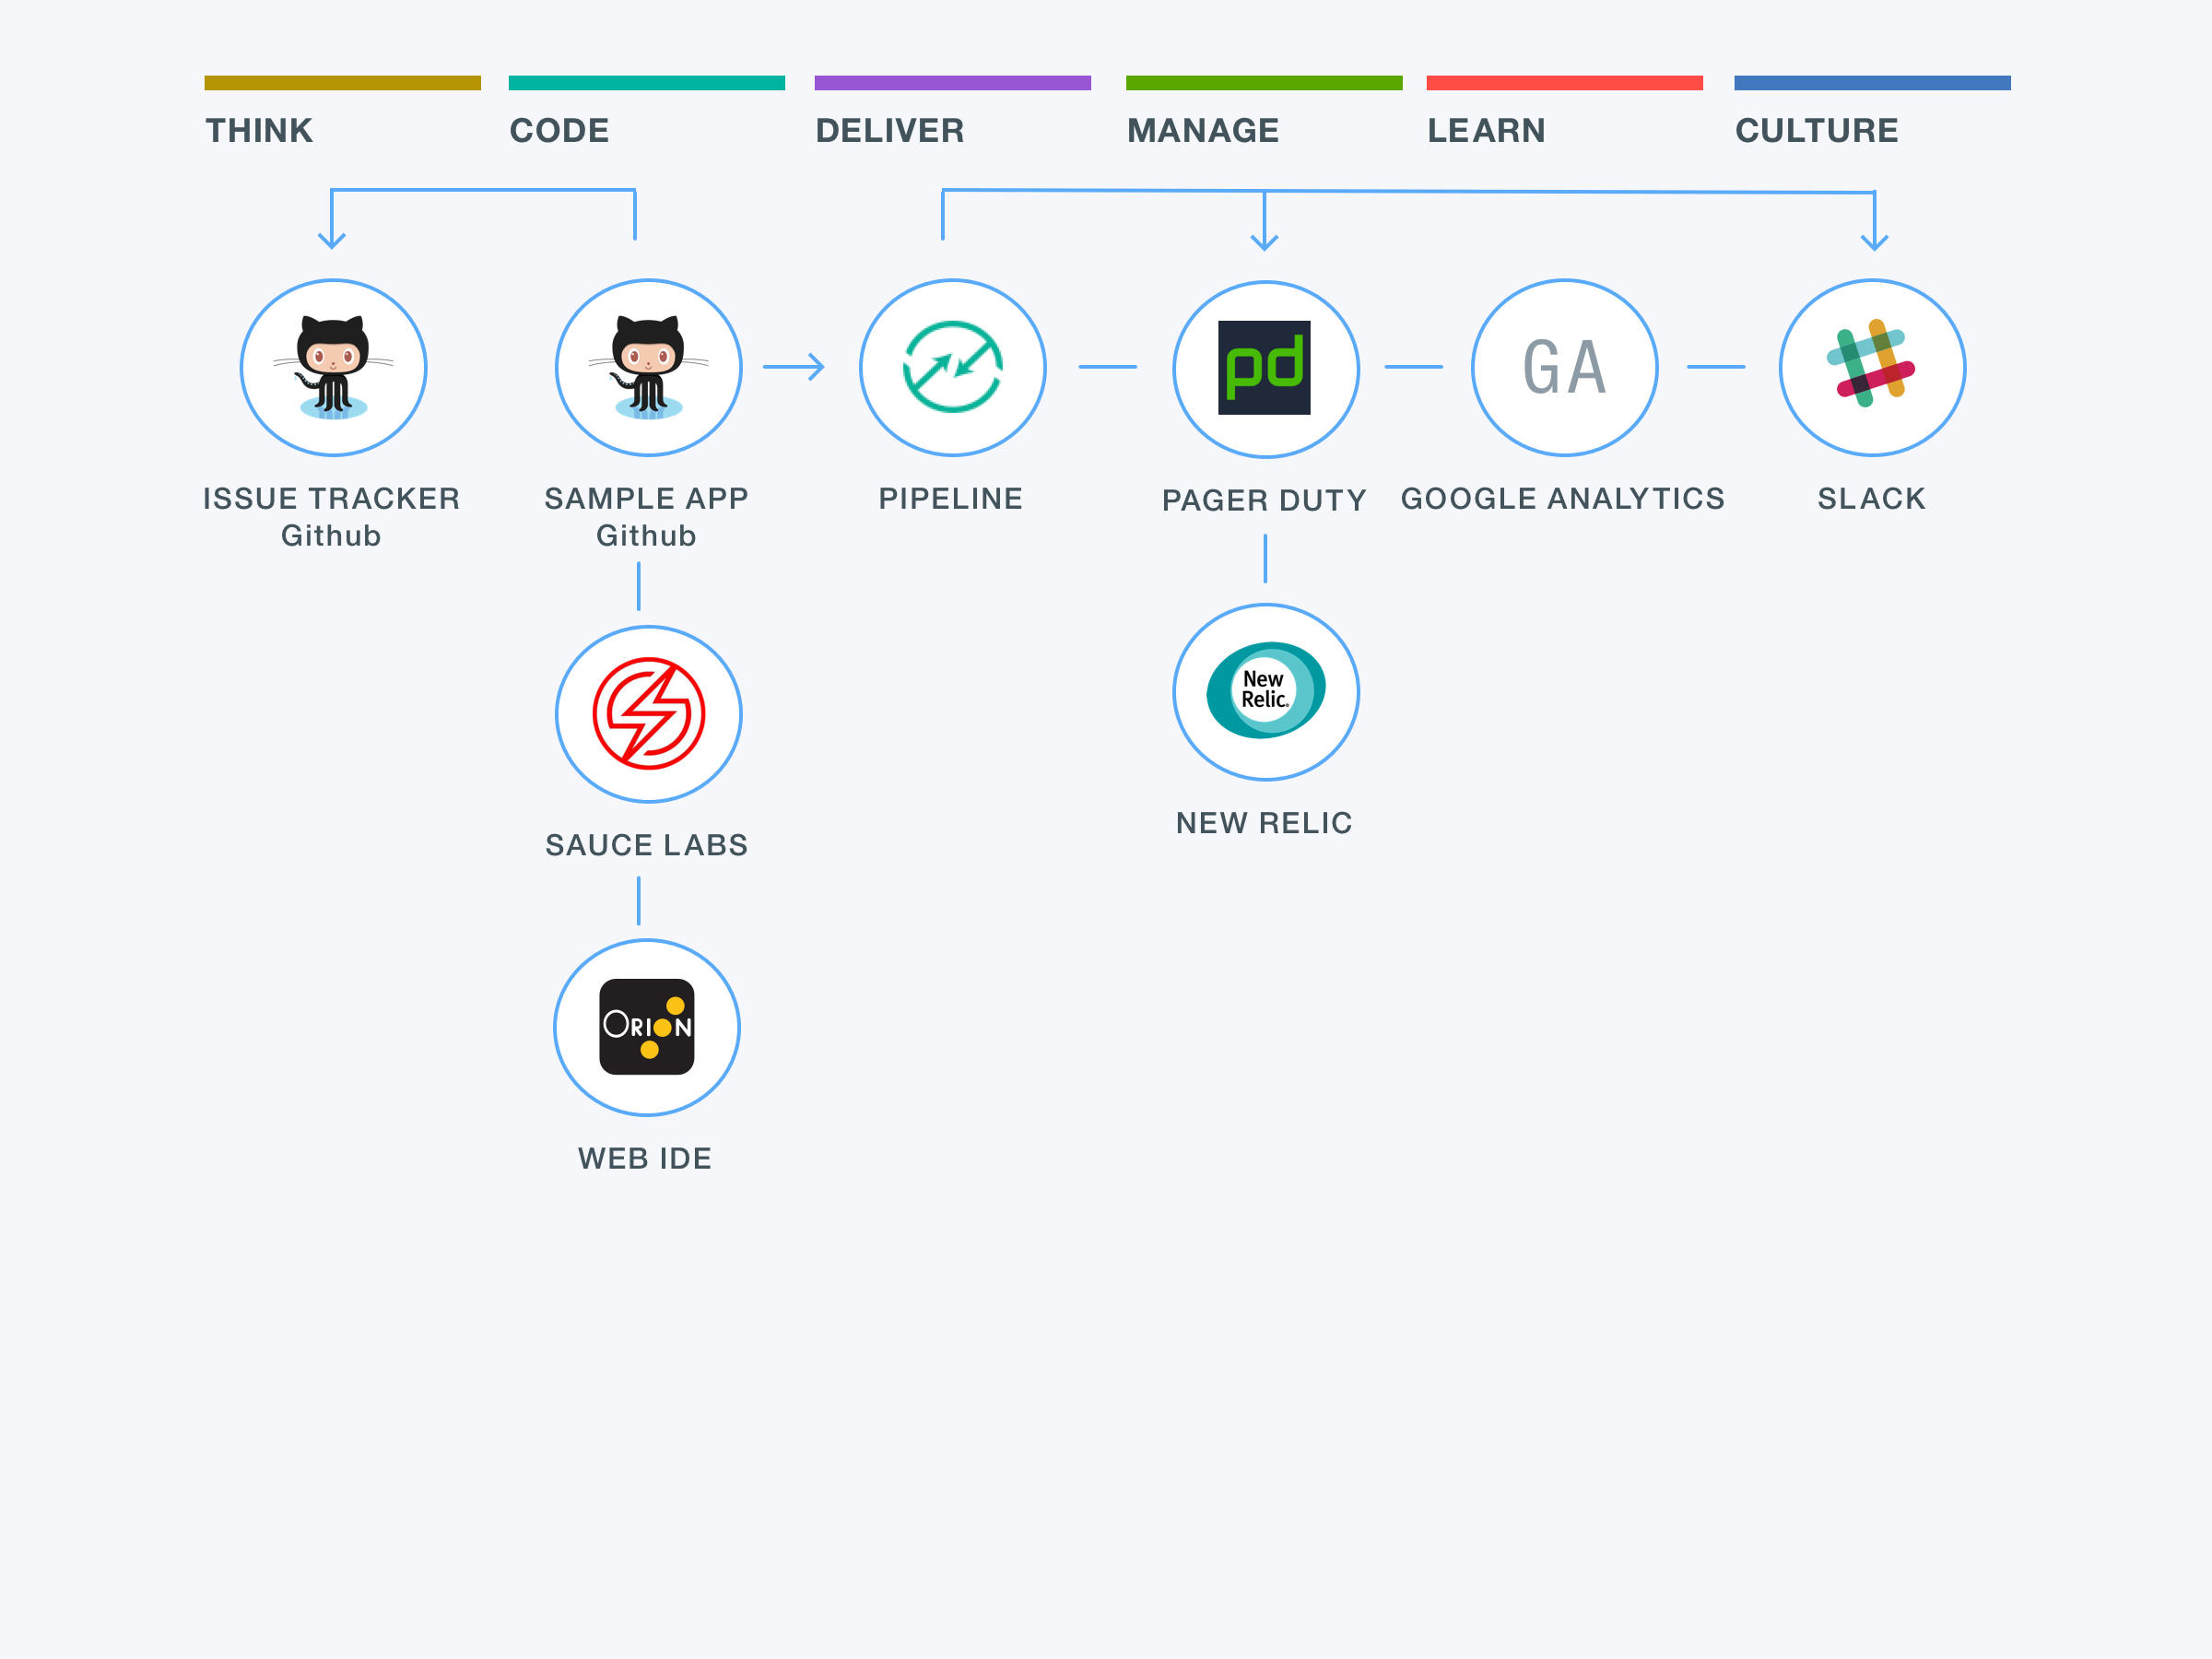 THINK
CODE
DELIVER
MANAGE
LEARN
CULTURE
pd
GA
ISSUE TRACKER
Github
SAMPLE APP
Github
PIPELINE
PAGER DUTY
GOOGLE ANALYTICS
SLACK
New
Relic
SAUCE LABS
NEW RELIC
ORION
WEB IDE